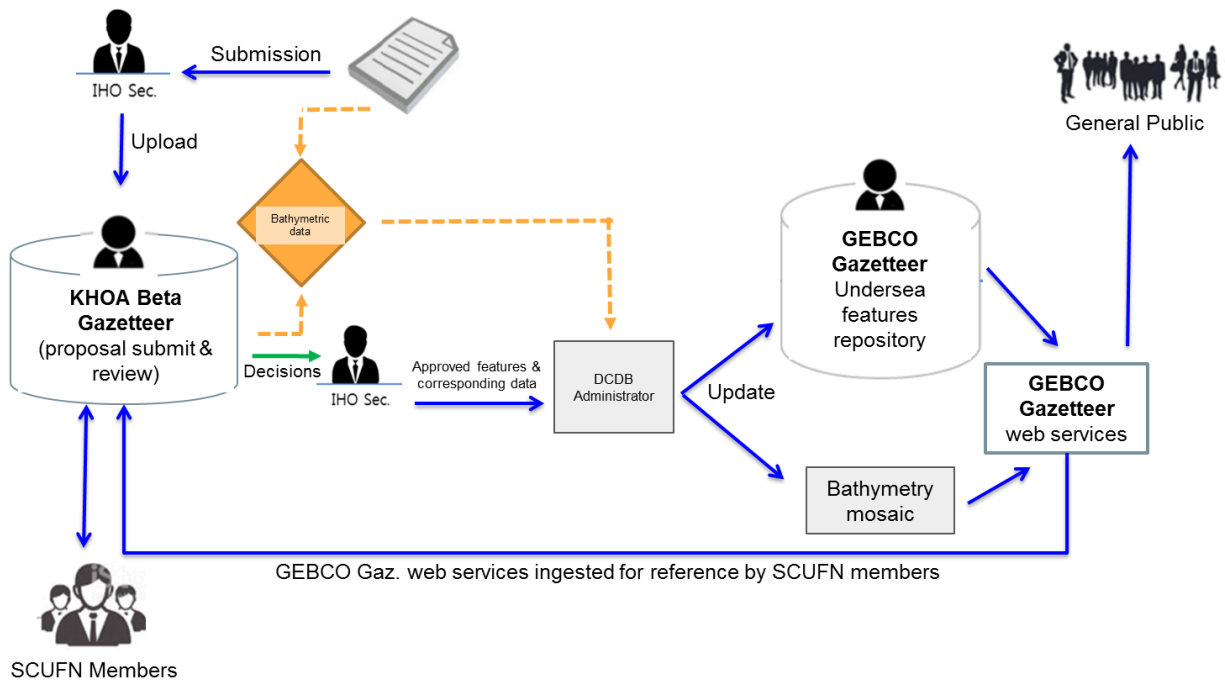 Submission
IHO Sec.
Upload
General Public
Bathymetric
data
KHOA Beta
Gazetteer
(proposal submit &
review)
GEBCO
Gazetteer
Undersea
features
repository
Decisions
IHO Sec.
Approved features &
corresponding data
DCDB
Administrator
Update
GEBCO
Gazetteer
web services
Bathymetry
mosaic
GEBCO Gaz. web services ingested for reference by SCUFN members
SCUFN Members